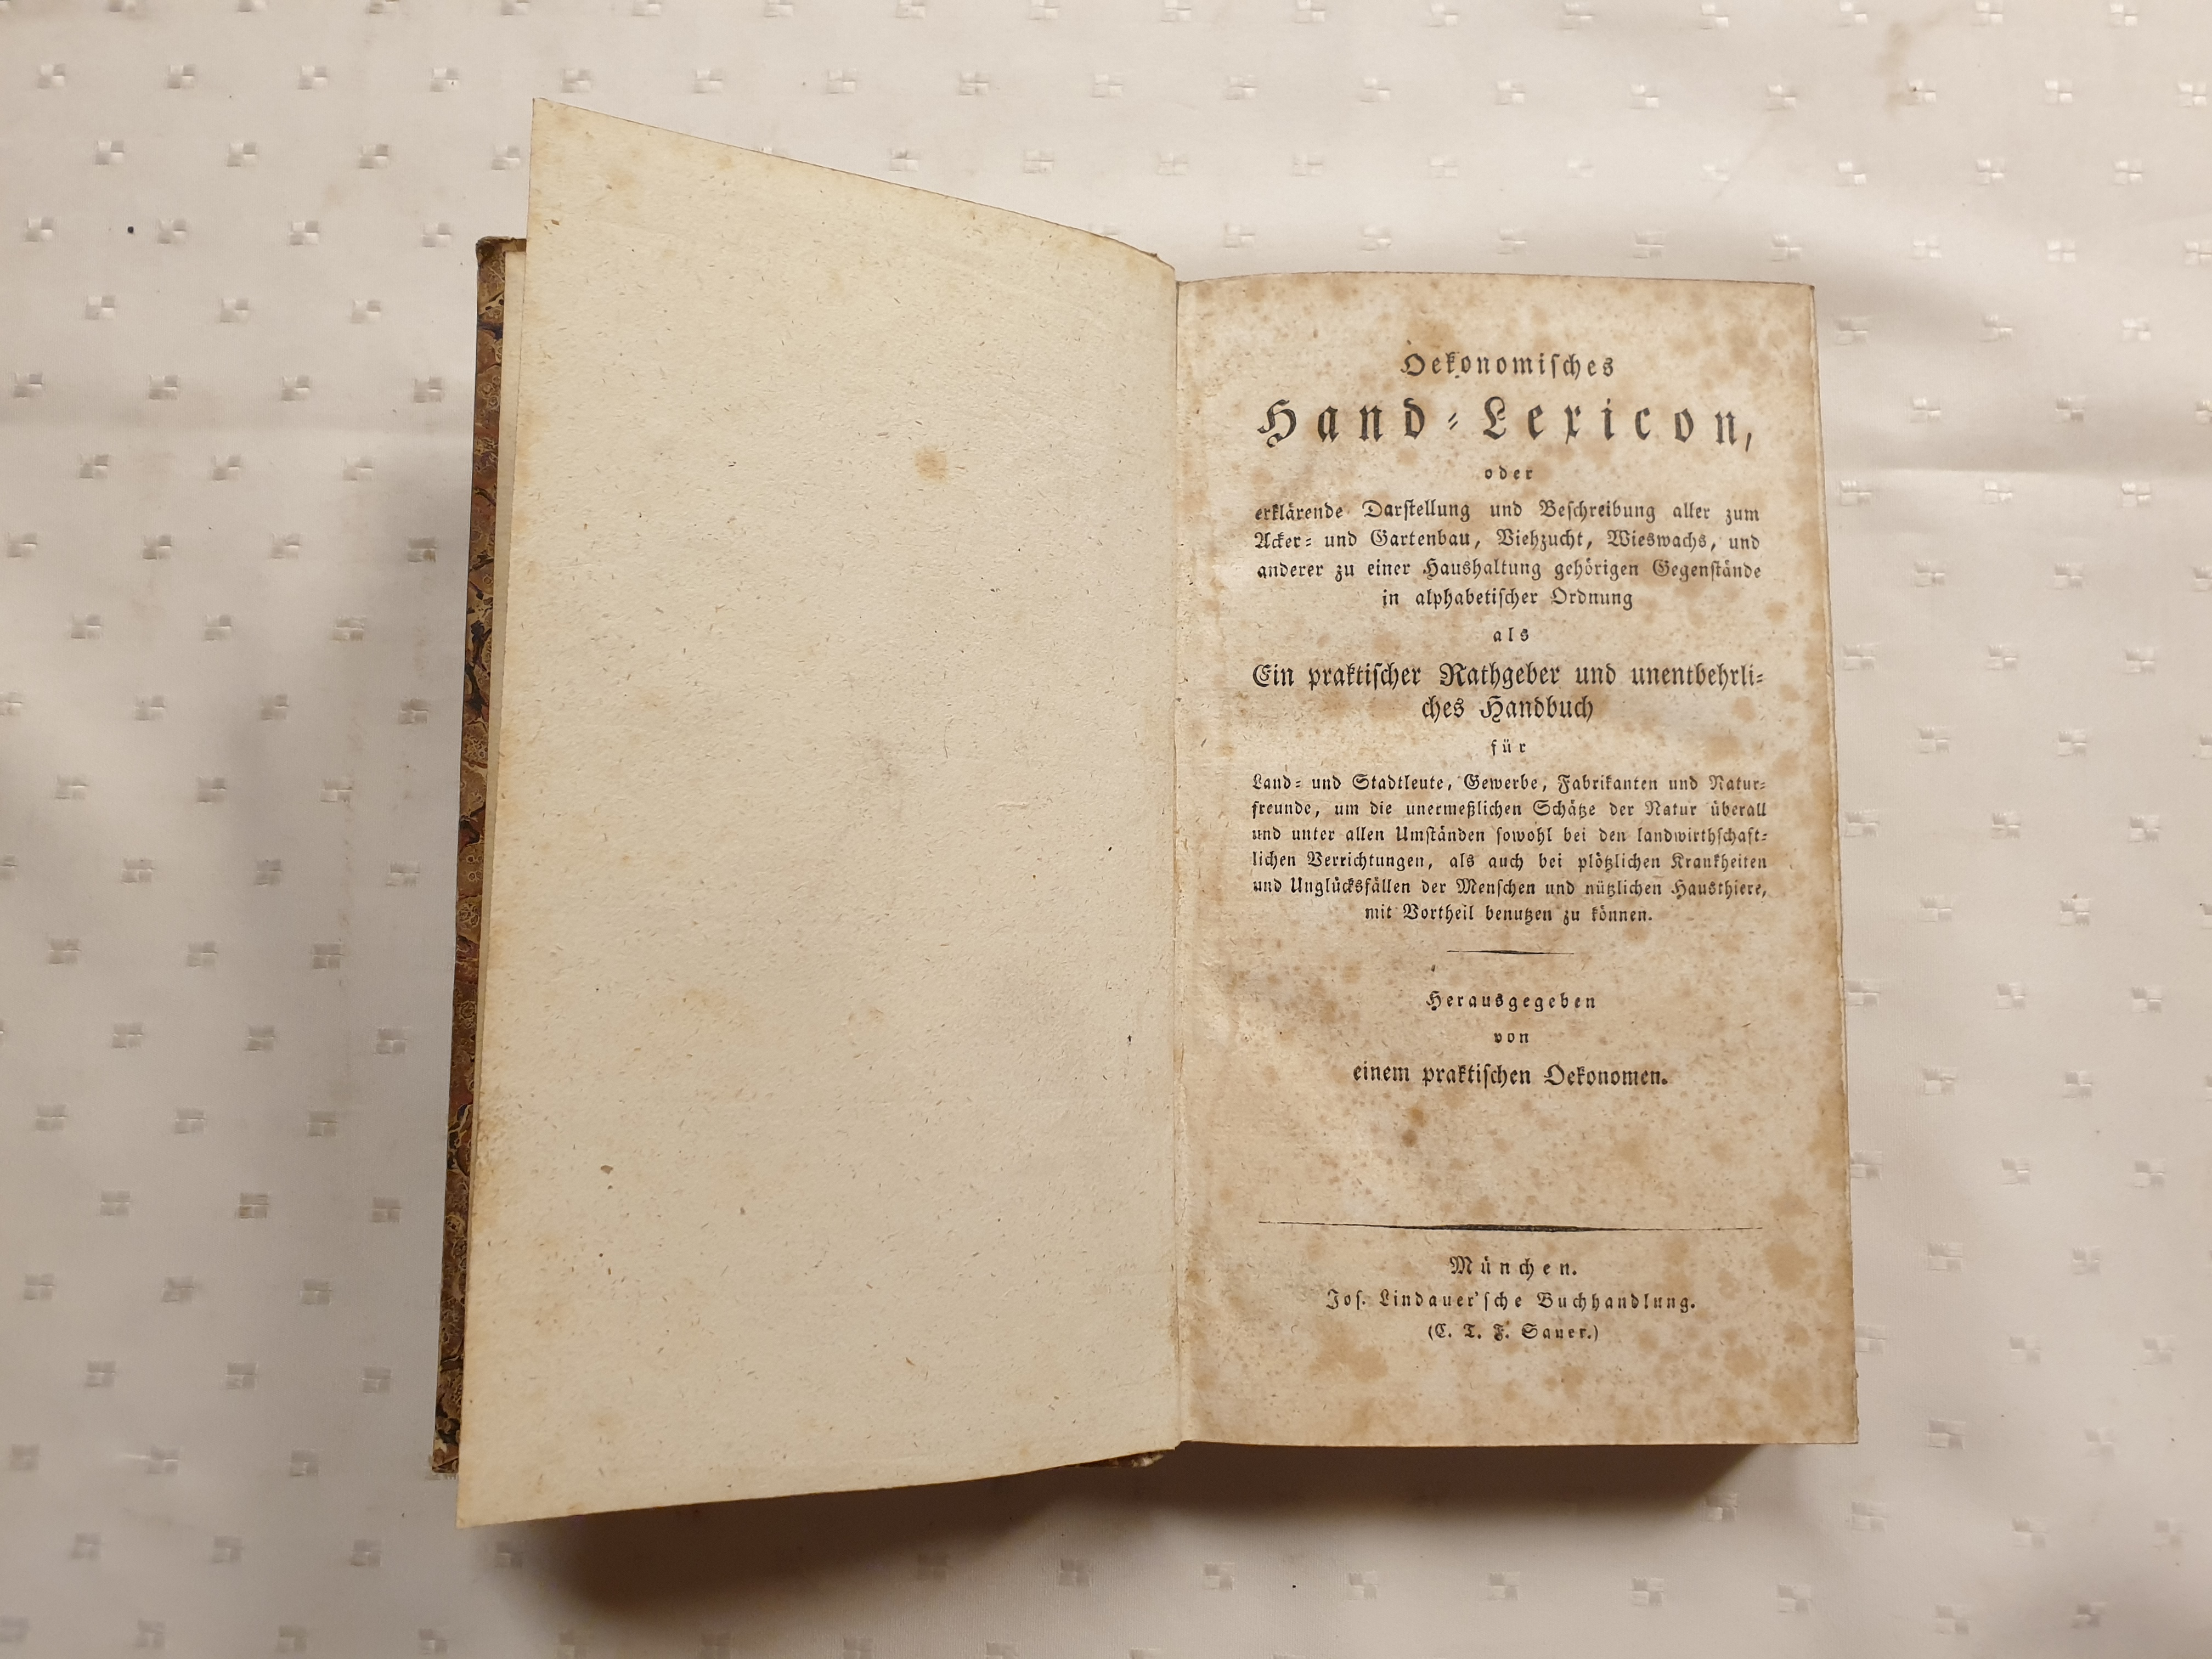 Oekonomiſches
Hand-Lexicon,
oder
erklärende Darſtellung und Beſchreibung aller zum
Acker- und Gartenbau, Viehzucht, Wieswachs, und
anderer zu einer Haushaltung gehörigen Gegenſtände
in alphabetiſcher Ordnung
als
Ein praktiſcher Rathgeber und unentbehrli-
ches Handbuch
für
Land- und Stadtleute, Gewerbe, Fabrikanten und Natur-
freunde, um die unermeßlichen Schätze der Natur überall
und unter allen Umſtänden ſowohl bei den landwirthſchaft-
lichen Verrichtungen, als auch bei plötzlichen Krankheiten
und Unglücksfällen der Menſchen und nützlichen Hausthiere,
mit Vortheil benutzen zu können.
Herausgegeben
von
einem praktiſchen Oekonomen.
München.
Joſ. Lindauer'ſche Buchhandlung.
(C. T. F. Sauer.)